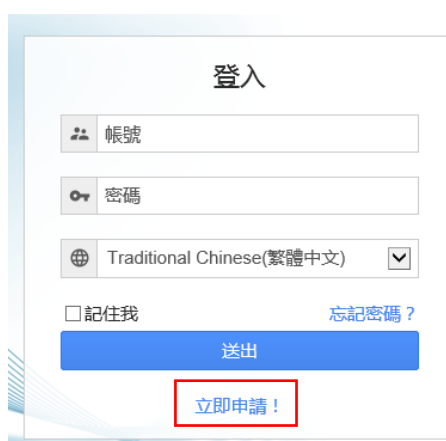 登入
帳號
密碼
Traditional Chinese(繁體中文)
記住我 忘記密碼？
送出
立即申請！